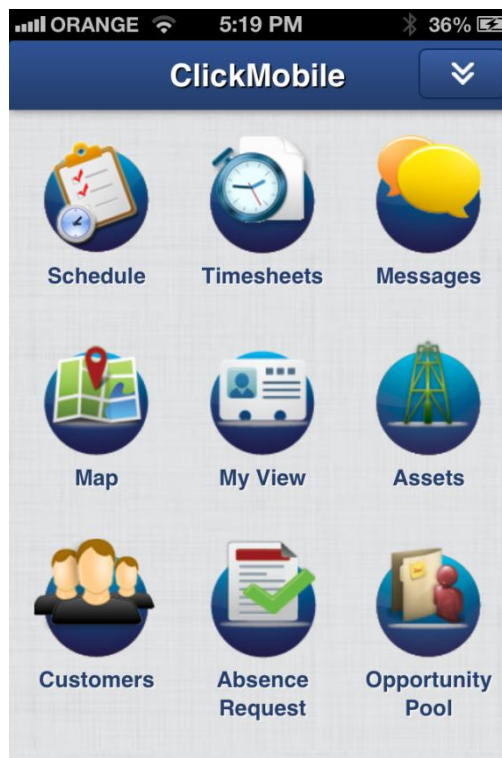 ORANGE 5:19 PM 36%
ClickMobile
Schedule Timesheets Messages
Map My View Assets
Customers Absence Request Opportunity Pool